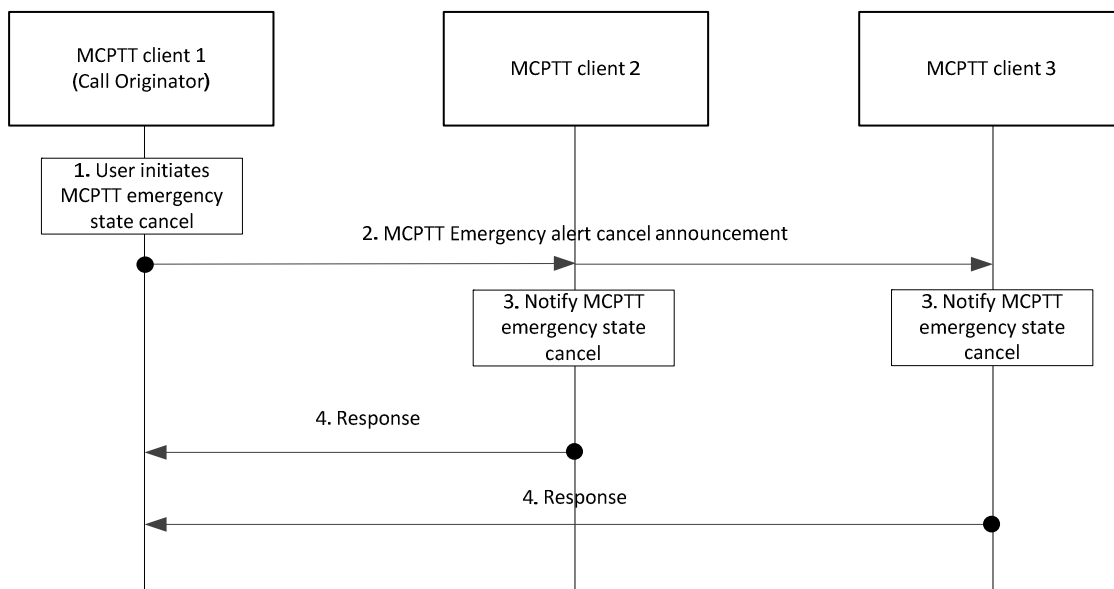 MCPTT client 1
(Call Originator)
MCPTT client 2
MCPTT client 3
1. User initiates
MCPTT emergency
state cancel
2. MCPTT Emergency alert cancel announcement
3. Notify MCPTT
emergency state
cancel
3. Notify MCPTT
emergency state
cancel
4. Response
4. Response